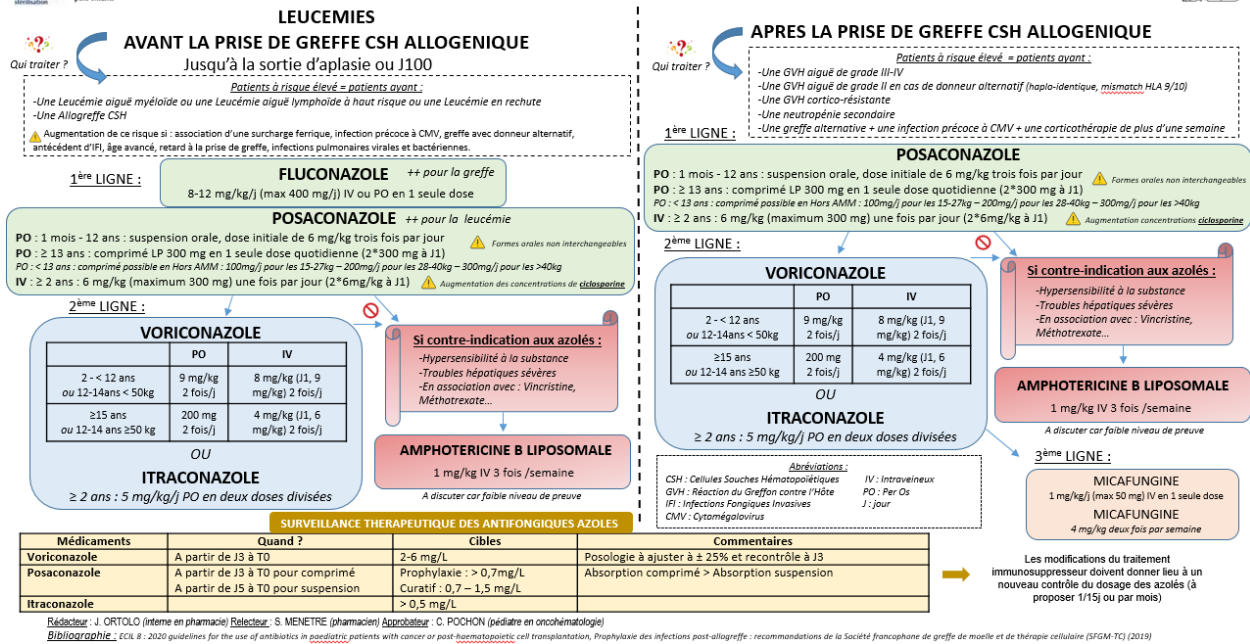 LEUCEMIES
AVANT LA PRISE DE GREFFE CSH ALLOGENIQUE
Jusqu'à la sortie d'aplasie ou J100
Qui traiter ?
Patients à risque élevé = patients ayant :
-Une Leucémie aiguë myéloïde ou une Leucémie aiguë lymphoïde à haut risque ou une Leucémie en rechute
-Une Allogreffe CSH
Augmentation de ce risque si : association d'une surcharge ferrique, infection précoce à CMV, greffe avec donneur alternatif,
antécédent d'IFI, âge avancé, retard à la prise de greffe, infections pulmonaires virales et bactériennes.
1ère LIGNE :
FLUCONAZOLE ++ pour la greffe
8-12 mg/kg/j (max 400 mg/j) IV ou PO en 1 seule dose
POSACONAZOLE ++ pour la leucémie
PO : 1 mois - 12 ans : suspension orale, dose initiale de 6 mg/kg trois fois par jour
Formes orales non interchangeables
PO : ≥ 13 ans : comprimé LP 300 mg en 1 seule dose quotidienne (2*300 mg à J1)
PO : < 13 ans : comprimé possible en Hors AMM : 100mg/j pour les 15-27kg – 200mg/j pour les 28-40kg – 300mg/j pour les >40kg
IV : ≥ 2 ans : 6 mg/kg (maximum 300 mg) une fois par jour (2*6mg/kg à J1)
Augmentation des concentrations de ciclosporine
2ème LIGNE :
VORICONAZOLE
PO IV
2 - < 12 ans
ou 12-14ans < 50kg
9 mg/kg
2 fois/j
8 mg/kg (J1, 9
mg/kg) 2 fois/j
≥15 ans
ou 12-14 ans ≥50 kg
200 mg
2 fois/j
4 mg/kg (J1, 6
mg/kg) 2 fois/j
OU
ITRACONAZOLE
≥ 2 ans : 5 mg/kg/j PO en deux doses divisées
Si contre-indication aux azolés :
-Hypersensibilité à la substance
-Troubles hépatiques sévères
-En association avec : Vincristine,
Méthotrexate...
AMPHOTERICINE B LIPOSOMALE
1 mg/kg IV 3 fois /semaine
A discuter car faible niveau de preuve
APRES LA PRISE DE GREFFE CSH ALLOGENIQUE
Qui traiter ?
Patients à risque élevé = patients ayant :
-Une GVH aiguë de grade III-IV
-Une GVH aiguë de grade II en cas de donneur alternatif (haplo-identique, mismatch HLA 9/10)
-Une GVH cortico-résistante
-Une neutropénie secondaire
-Une greffe alternative + une infection précoce à CMV + une corticothérapie de plus d'une semaine
1ère LIGNE :
POSACONAZOLE
PO : 1 mois - 12 ans : suspension orale, dose initiale de 6 mg/kg trois fois par jour
Formes orales non interchangeables
PO : ≥ 13 ans : comprimé LP 300 mg en 1 seule dose quotidienne (2*300 mg à J1)
PO : < 13 ans : comprimé possible en Hors AMM : 100mg/j pour les 15-27kg – 200mg/j pour les 28-40kg – 300mg/j pour les >40kg
IV : ≥ 2 ans : 6 mg/kg (maximum 300 mg) une fois par jour (2*6mg/kg à J1)
Augmentation concentrations ciclosporine
2ème LIGNE :
VORICONAZOLE
PO IV
2 - < 12 ans
ou 12-14ans < 50kg
9 mg/kg
2 fois/j
8 mg/kg (J1, 9
mg/kg) 2 fois/j
≥15 ans
ou 12-14 ans ≥50 kg
200 mg
2 fois/j
4 mg/kg (J1, 6
mg/kg) 2 fois/j
OU
ITRACONAZOLE
≥ 2 ans : 5 mg/kg/j PO en deux doses divisées
Si contre-indication aux azolés :
-Hypersensibilité à la substance
-Troubles hépatiques sévères
-En association avec : Vincristine,
Méthotrexate...
AMPHOTERICINE B LIPOSOMALE
1 mg/kg IV 3 fois /semaine
A discuter car faible niveau de preuve
3ème LIGNE :
MICAFUNGINE
1 mg/kg/j (max 50 mg) IV en 1 seule dose
MICAFUNGINE
4 mg/kg deux fois par semaine
Abréviations :
CSH : Cellules Souches Hématopoïétiques IV : Intraveineux
GVH : Réaction du Greffon contre l'Hôte PO : Per Os
IFI : Infections Fongiques Invasives J : jour
CMV : Cytomégalovirus
SURVEILLANCE THERAPEUTIQUE DES ANTIFONGIQUES AZOLES
Médicaments Quand ? Cibles Commentaires
Voriconazole A partir de J3 à T0 2-6 mg/L Posologie à ajuster à ± 25% et recontrôle à J3
Posaconazole A partir de J3 à T0 pour comprimé Prophylaxie : > 0,7mg/L Absorption comprimé > Absorption suspension
A partir de J5 à T0 pour suspension Curatif : 0,7 – 1,5 mg/L
Itraconazole > 0,5 mg/L
Les modifications du traitement
immunosuppresseur doivent donner lieu à un
nouveau contrôle du dosage des azolés (à
proposer 1/15j ou par mois)
Rédacteur : J. ORTOLO (interne en pharmacie) Relecteur : S. MENETRE (pharmacien) Approbateur : C. POCHON (pédiatre en oncohématologie)
Bibliographie : ECIL 8 : 2020 guidelines for the use of antibiotics in paediatric patients with cancer or post-haematopoietic cell transplantation, Prophylaxie des infections post-allogreffe : recommandations de la Société francophone de greffe de moelle et de thérapie cellulaire (SFGM-TC) (2019)